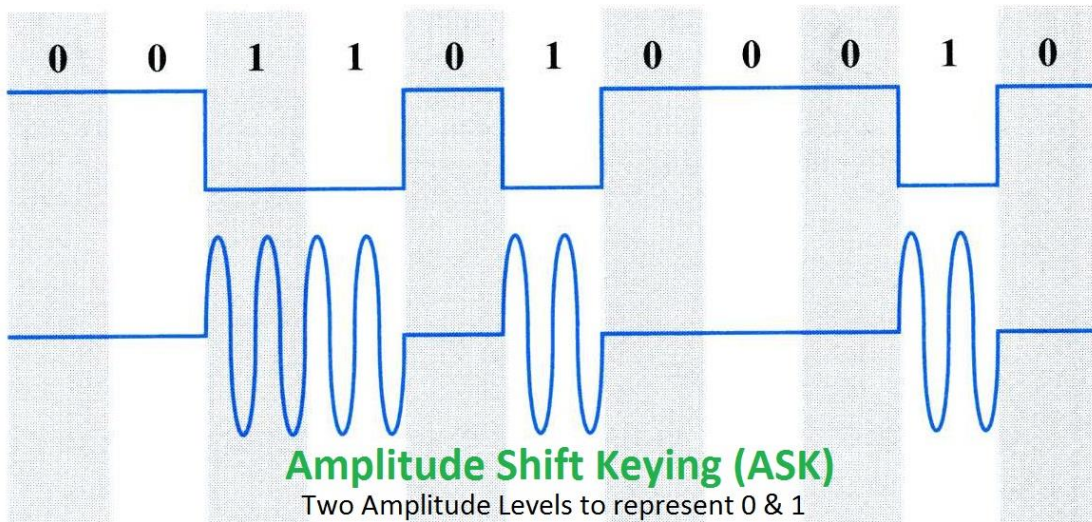 0 0 1 1 0 1 0 0 0 1 0
Amplitude Shift Keying (ASK)
Two Amplitude Levels to represent 0 & 1